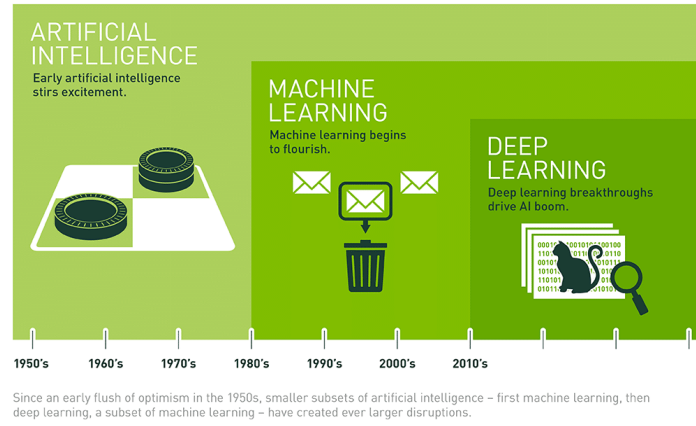 ARTIFICIAL
INTELLIGENCE
Early artificial intelligence
stirs excitement.
MACHINE
LEARNING
Machine learning begins
to flourish.
DEEP
LEARNING
Deep learning breakthroughs
drive AI boom.
1950's 1960's 1970's 1980's 1990's 2000's 2010's
Since an early flush of optimism in the 1950s, smaller subsets of artificial intelligence – first machine learning, then
deep learning, a subset of machine learning – have created ever larger disruptions.